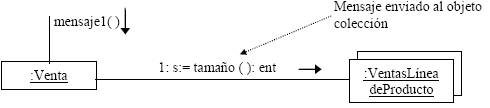 Mensaje enviado al objeto
colección
mensaje1( )
1: s:= tamaño ( ): ent
:Venta
:VentasLínea
deProducto